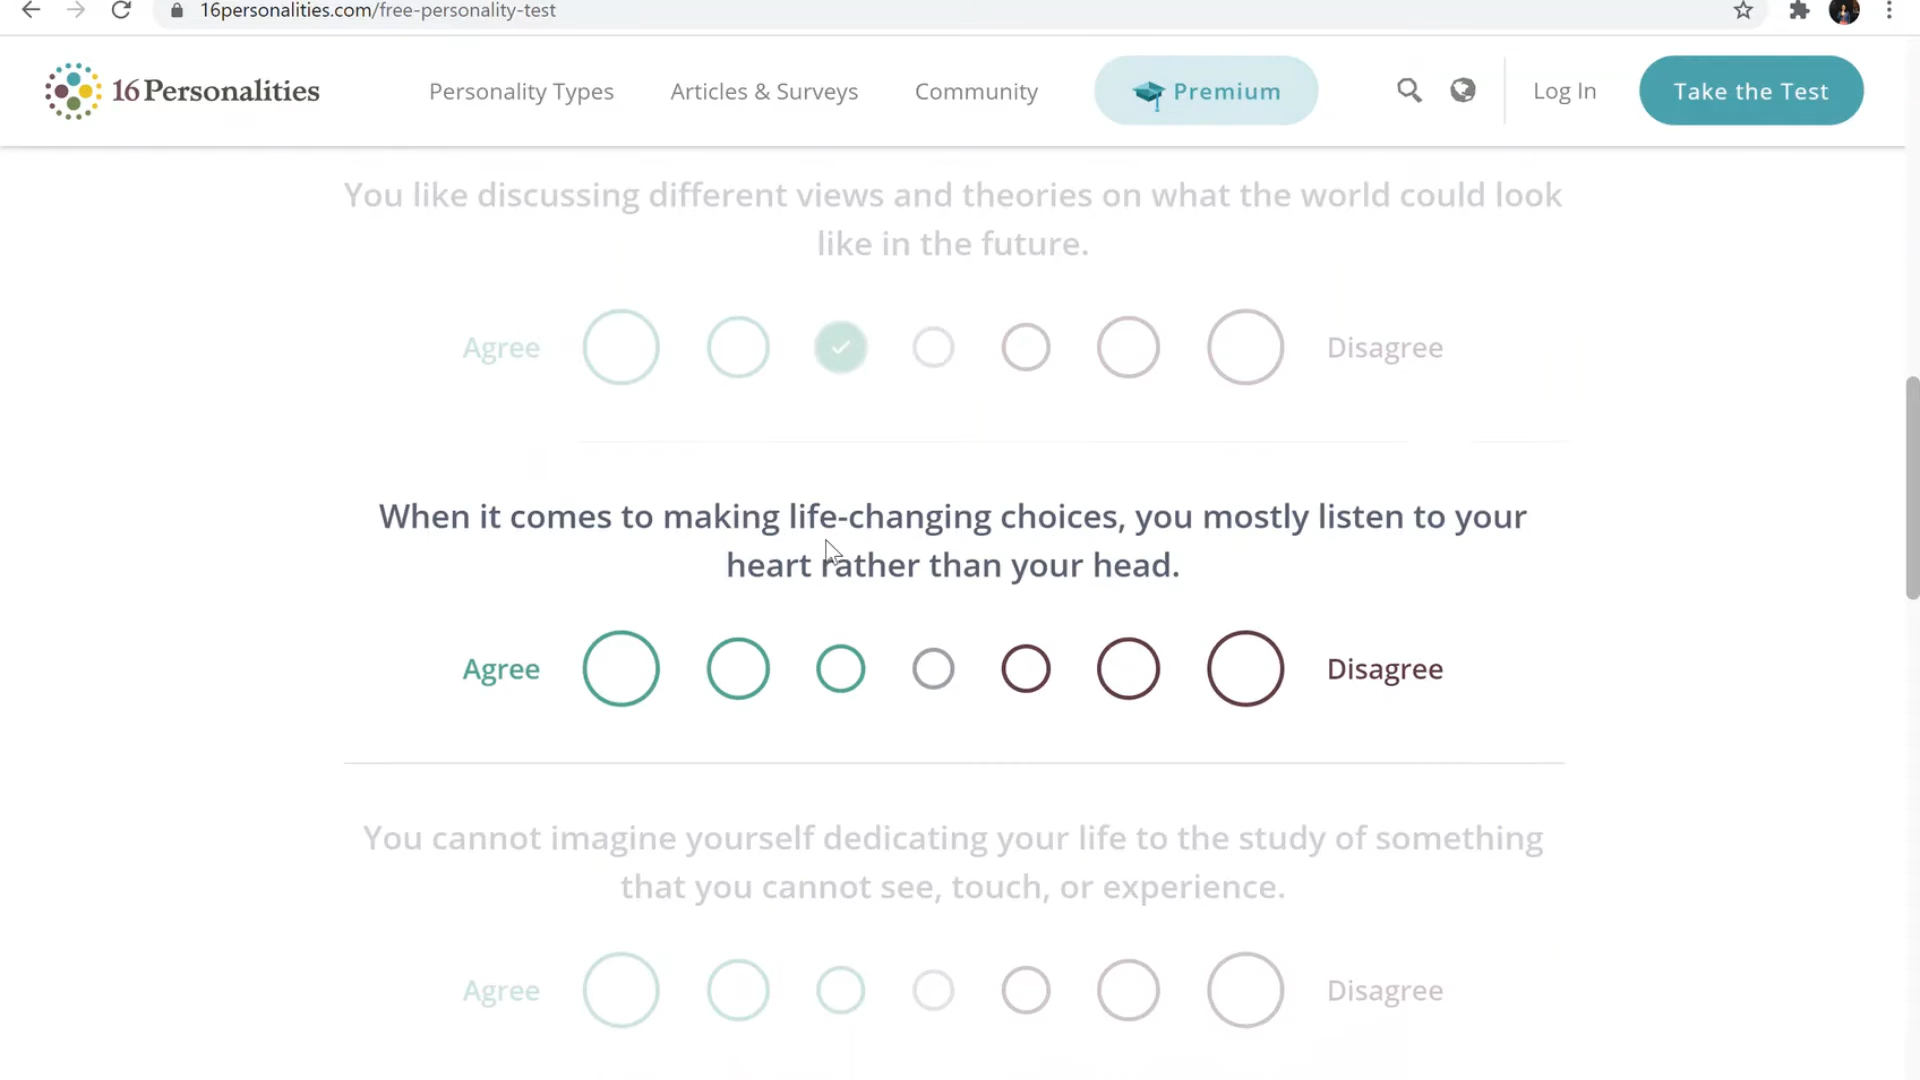 16personalities.com/free-personality-test
16Personalities
Personality Types
Articles & Surveys
Community
Premium
Log In
Take the Test
You like discussing different views and theories on what the world could look
like in the future.
Agree
Disagree
When it comes to making life-changing choices, you mostly listen to your
heart rather than your head.
Agree
Disagree
You cannot imagine yourself dedicating your life to the study of something
that you cannot see, touch, or experience.
Agree
Disagree